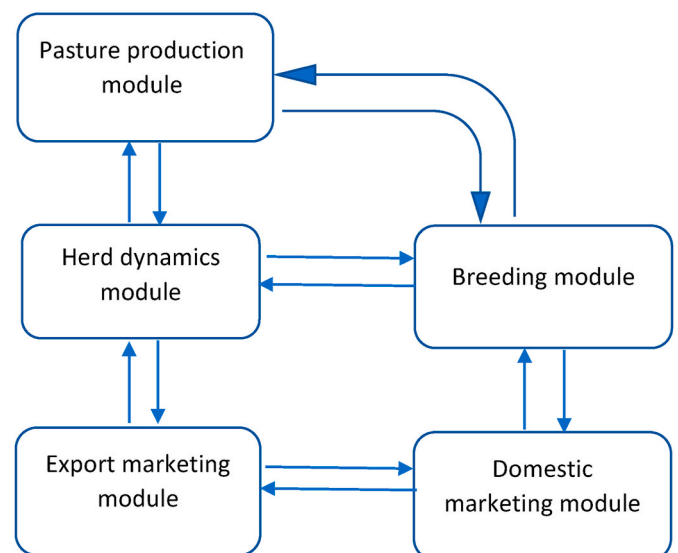 Pasture production
module
Herd dynamics
module
Breeding module
Export marketing
module
Domestic
marketing module